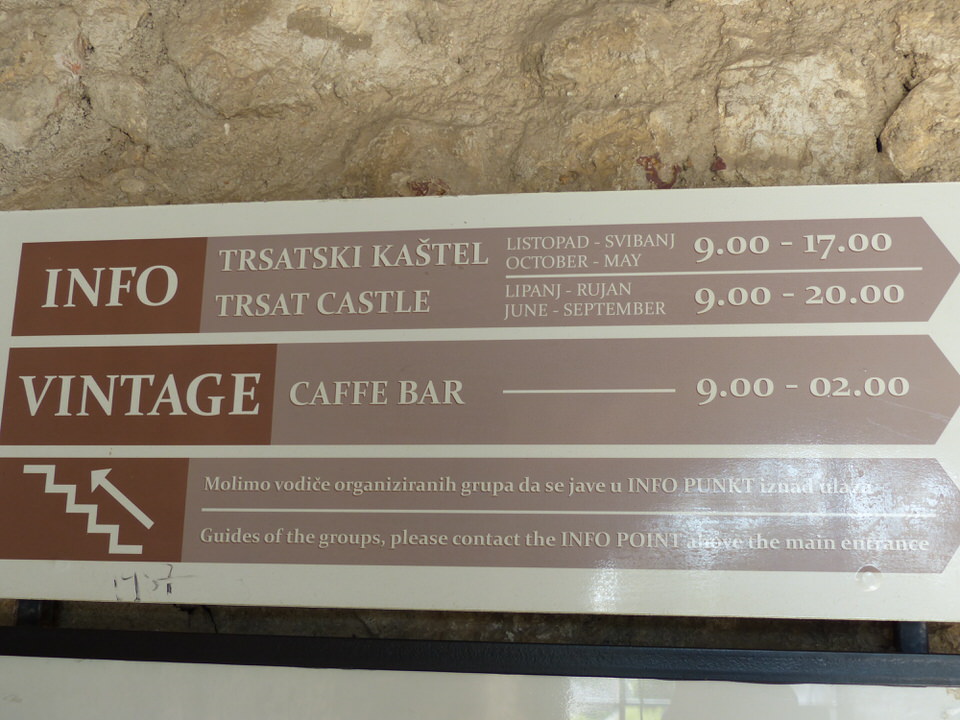 INFO
TRSATSKI KAŠTEL
TRSAT CASTLE
LISTOPAD - SVIBANJ
OCTOBER - MAY
9.00 - 17.00
LIPANJ - RUJAN
JUNE - SEPTEMBER
9.00 - 20.00
VINTAGE CAFFE BAR 9.00 - 02.00
Molimo vodiče organiziranih grupa da se jave u INFO PUNKT iznad ulaza
Guides of the groups, please contact the INFO POINT above the main entrance